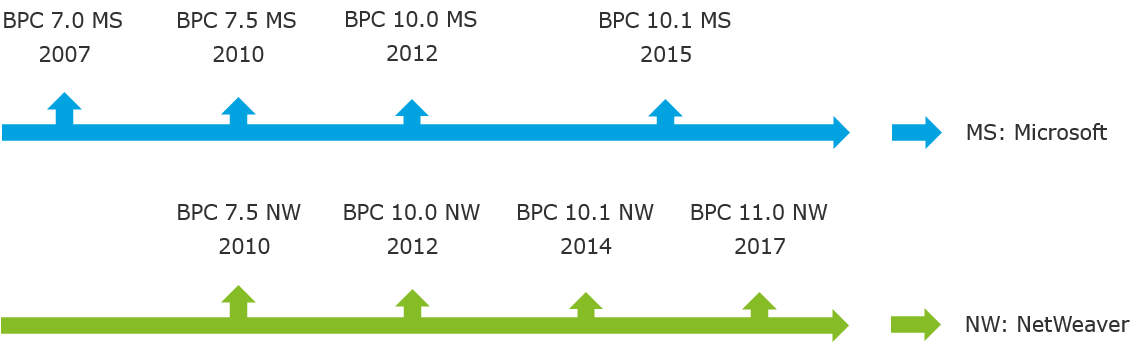 BPC 7.0 MS
2007
BPC 7.5 MS
2010
BPC 10.0 MS
2012
BPC 10.1 MS
2015
MS: Microsoft
BPC 7.5 NW
2010
BPC 10.0 NW
2012
BPC 10.1 NW
2014
BPC 11.0 NW
2017
NW: NetWeaver